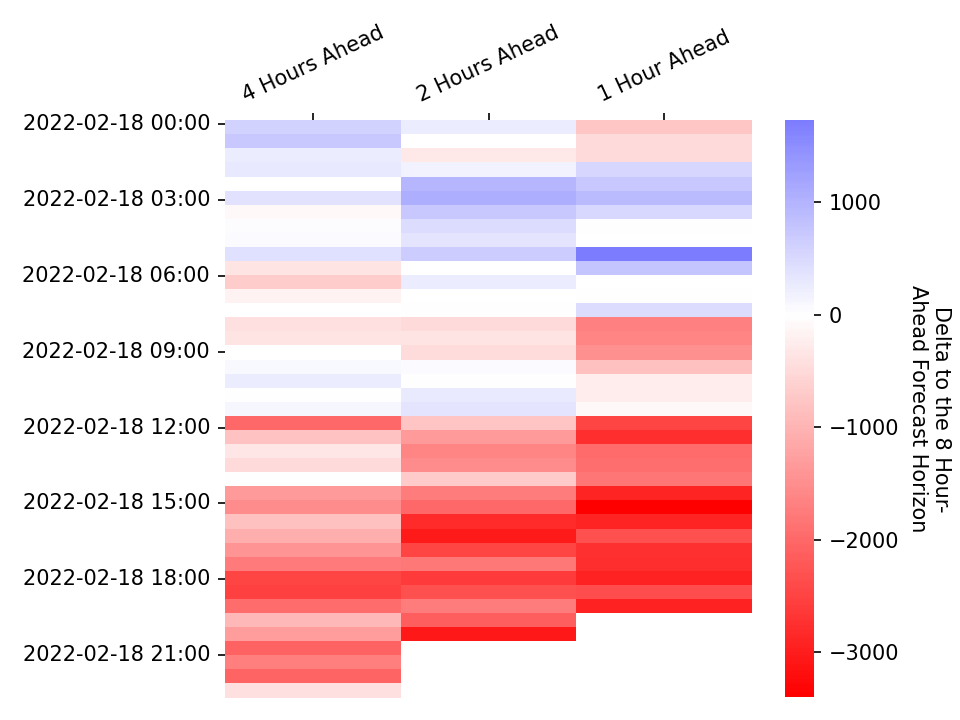 4 Hours Ahead
2 Hours Ahead
1 Hour Ahead
2022-02-18 00:00
2022-02-18 03:00
2022-02-18 06:00
2022-02-18 09:00
2022-02-18 12:00
2022-02-18 15:00
2022-02-18 18:00
2022-02-18 21:00
1000
0
−1000
−2000
−3000
Delta to the 8 Hour-
Ahead Forecast Horizon